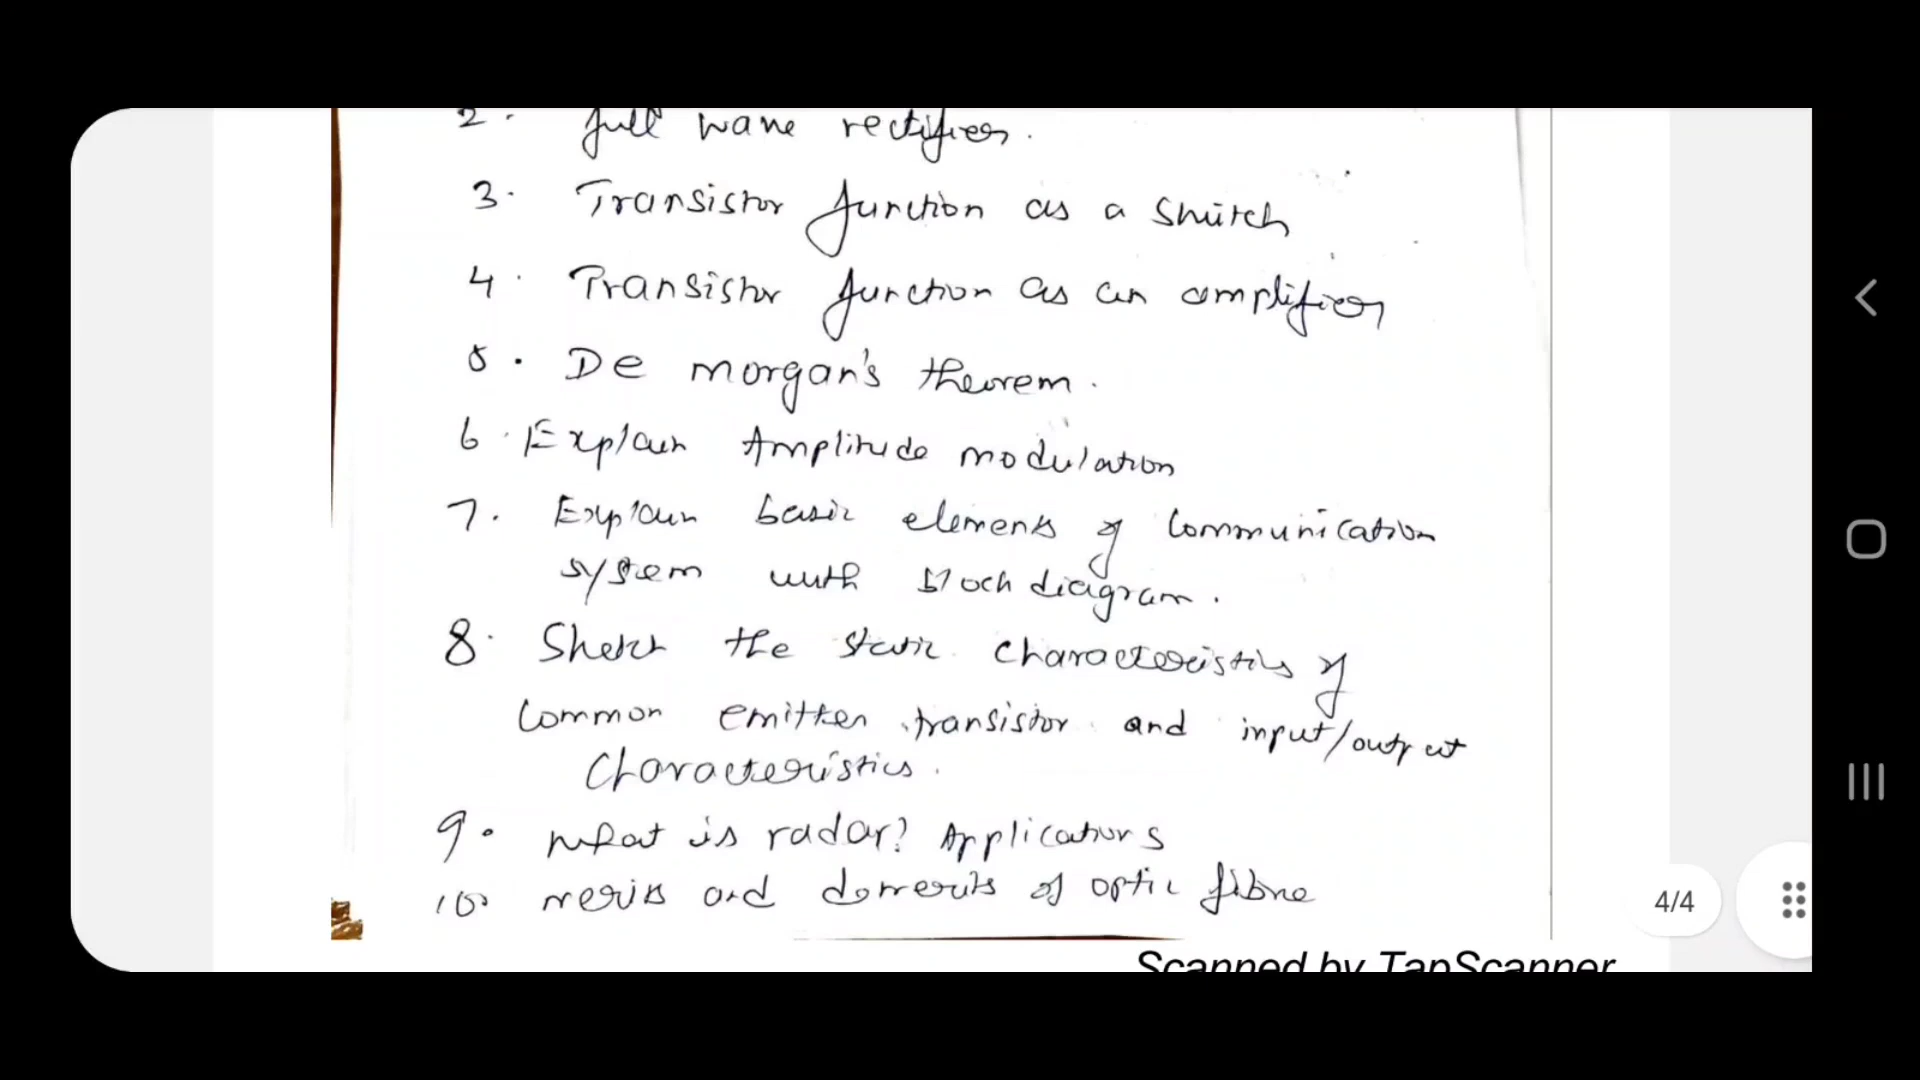 2. full wave rectifier.
3. Transistor function as a switch
4. Transistor function as an amplifier
5. De morgan's theorem.
6. Explain Amplitude modulation
7. Explain basic elements of communication
system with block diagram.
8. Sketch the static characteristics of
common emitter transistor and input/output
characteristics.
9. What is radar? Applications
10. merits and demerits of optic fibre
4/4
Scanned by TapScanner